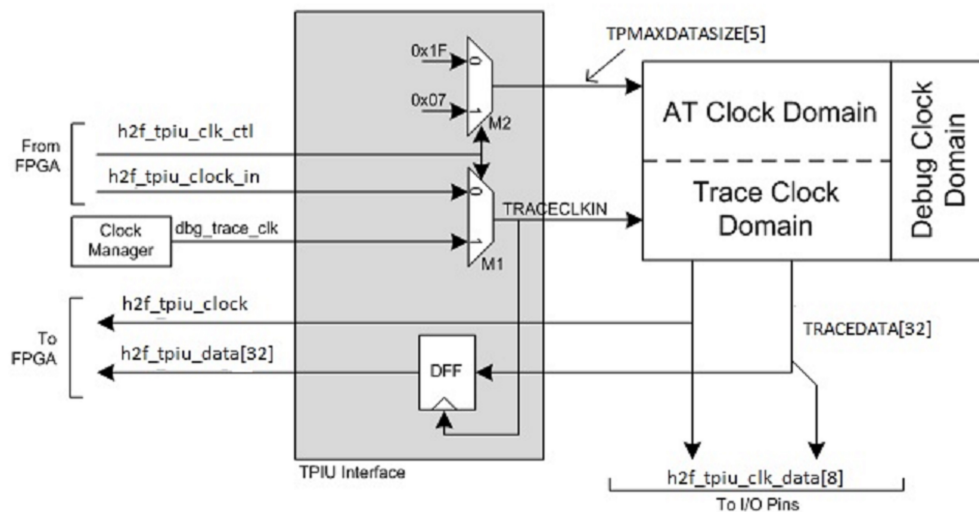 TPMAXDATASIZE[5]
0x1F
0
0x07
1
M2
AT Clock Domain
Debug Clock
Domain
From
FPGA
h2f_tpiu_clk_ctl
h2f_tpiu_clock_in
0
TRACECLKIN
Trace Clock
Domain
Clock
Manager
dbg_trace_clk
1
M1
To
FPGA
h2f_tpiu_clock
h2f_tpiu_data[32]
DFF
TRACEDATA[32]
TPIU Interface
h2f_tpiu_clk_data[8]
To I/O Pins